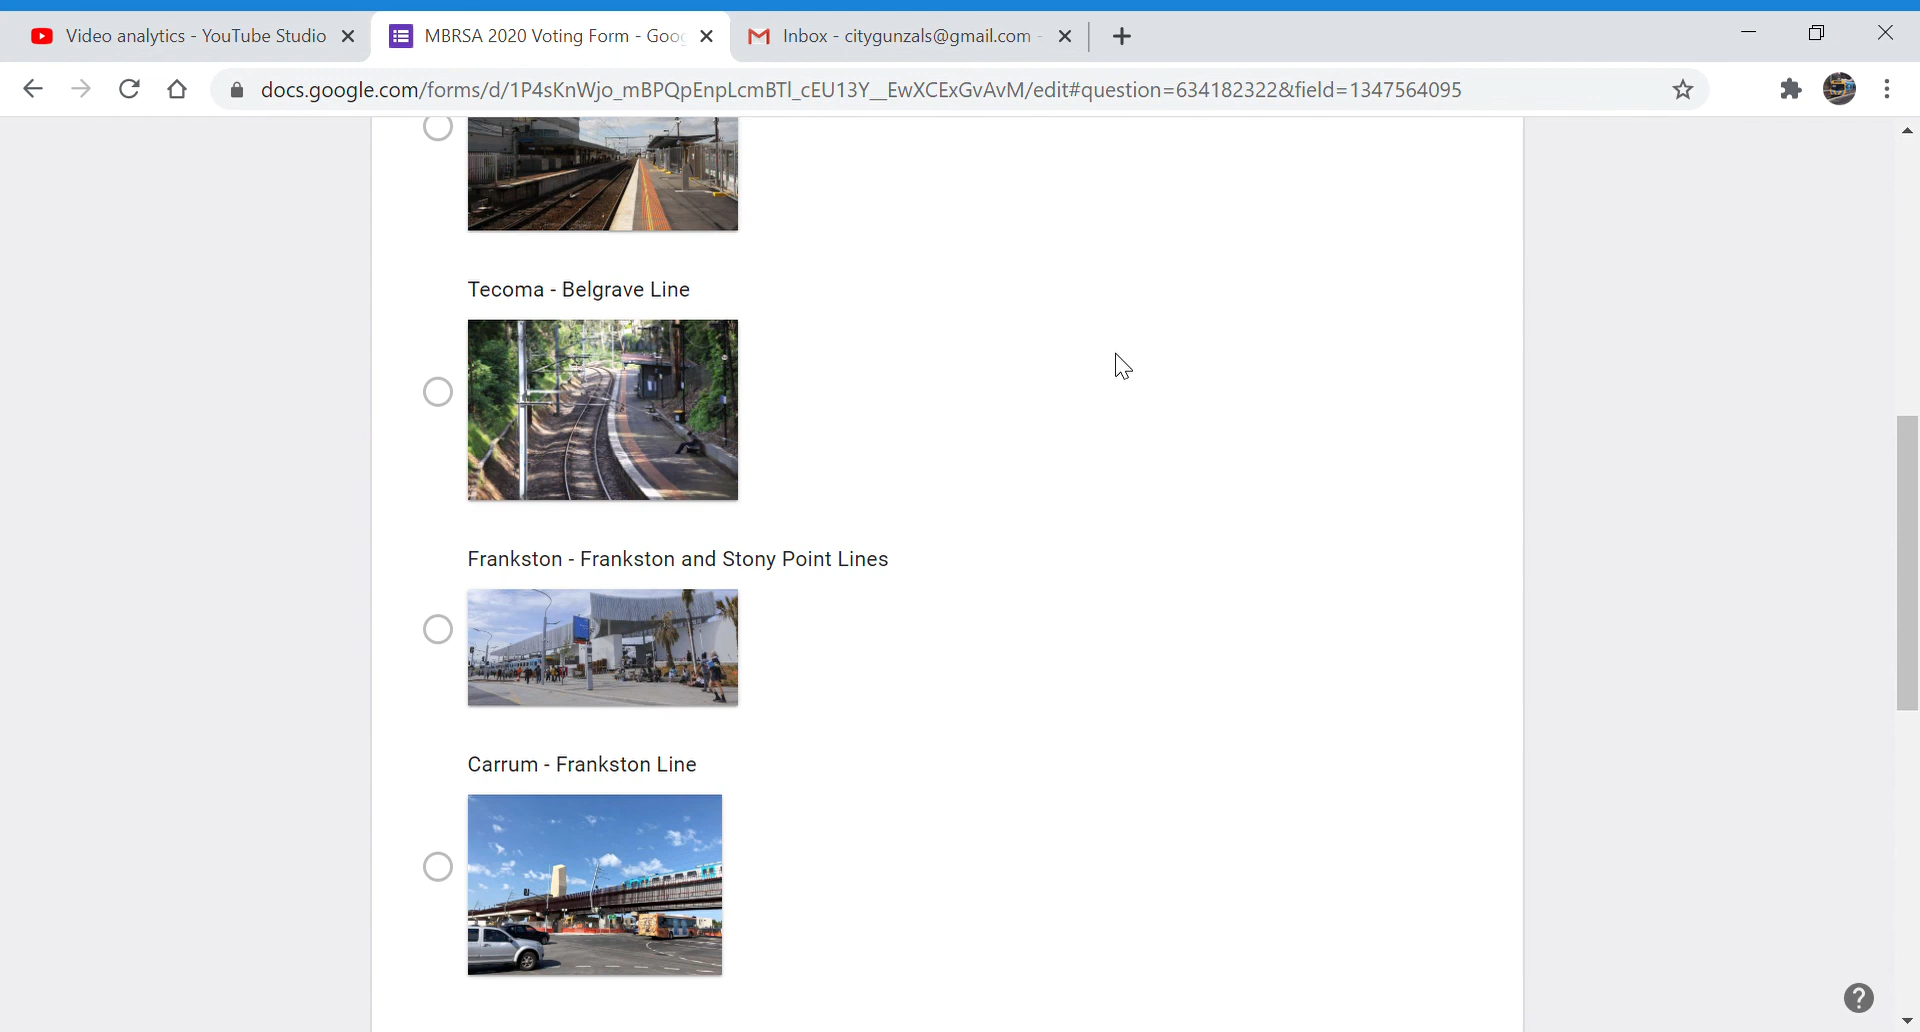 Video analytics - YouTube Studio
MBRSA 2020 Voting Form - Goo
Inbox - citygunzals@gmail.com -
docs.google.com/forms/d/1P4sKnWjo_mBPQpEnpLcmBTl_cEU13Y__EwXCExGvAvM/edit#question=634182322&field=1347564095
Tecoma - Belgrave Line
Frankston - Frankston and Stony Point Lines
Carrum - Frankston Line